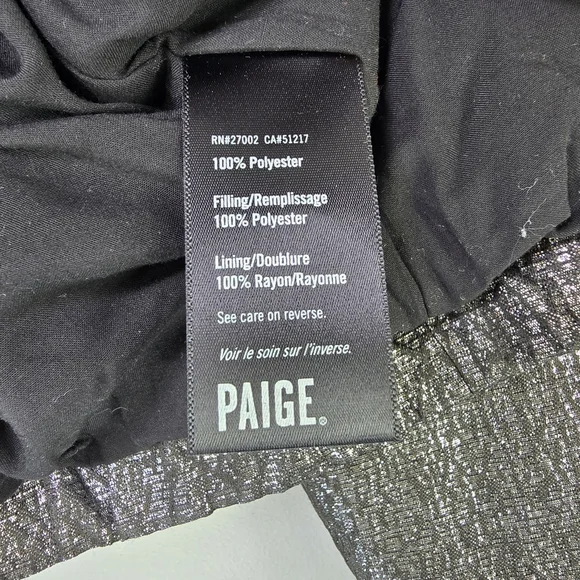 RN#27002 CA#51217
100% Polyester
Filling/Remplissage
100% Polyester
Lining/Doublure
100% Rayon/Rayonne
See care on reverse.
Voir le soin sur l'inverse.
PAIGE®